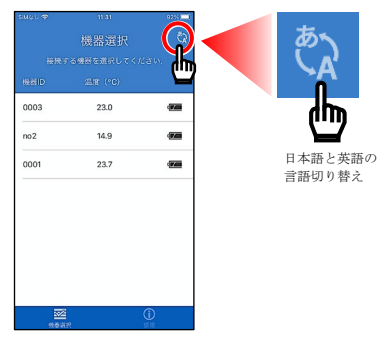 SIMなし 11:31 92%
機器選択
あ
A
接続する機器を選択してください。
機器ID 温度（°C）
0003 23.0
no2 14.9
0001 23.7
機器選択
あ
A
日本語と英語の
言語切り替え